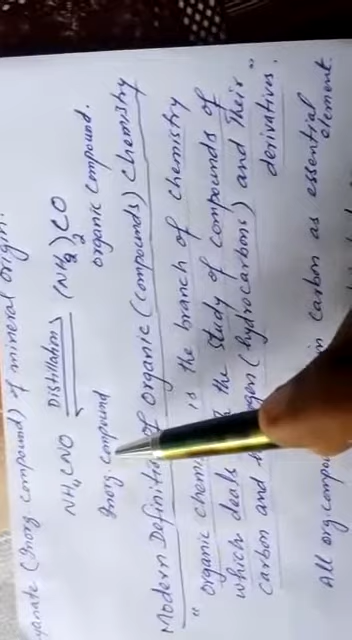 yanate (Inorg. compound) of mineral origin.
NH4CNO Distillation (NH2)2CO
Inorg. compound organic compound.
Modern Definition of organic (compounds) Chemistry
"organic chemi is the branch of chemistry
which deals the study of compounds of
carbon and (hydrocarbons) and their
derivatives."
All org. compou carbon as essential
element.